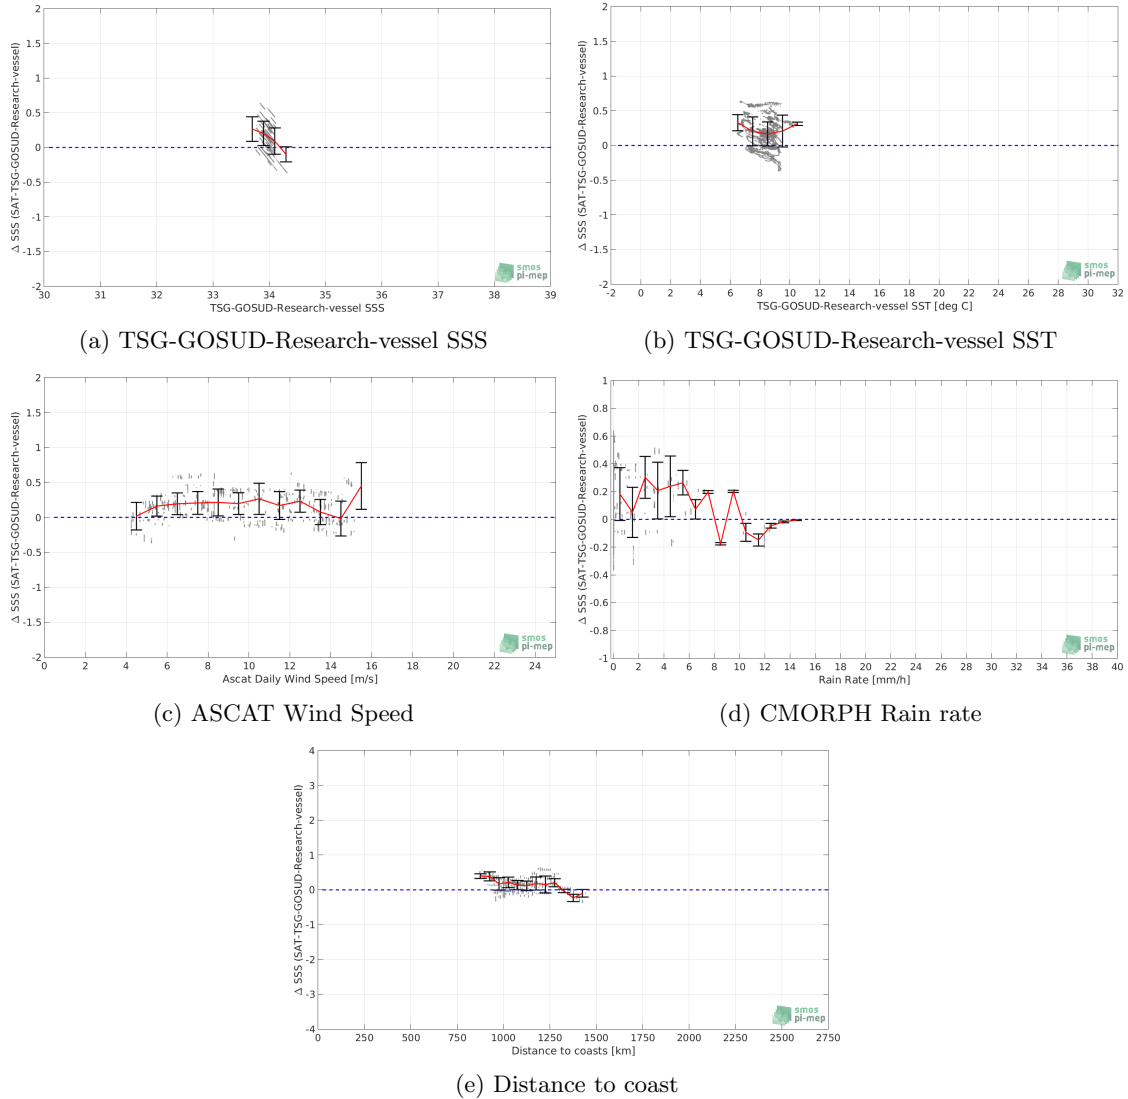 Δ SSS (SAT-TSG-GOSUD-Research-vessel)
2
1.5
1
0.5
0
-0.5
-1
-1.5
-2
30 31 32 33 34 35 36 37 38 39
TSG-GOSUD-Research-vessel SSS
smos
pi-mep
(a) TSG-GOSUD-Research-vessel SSS
Δ SSS (SAT-TSG-GOSUD-Research-vessel)
2
1.5
1
0.5
0
-0.5
-1
-1.5
-2
-2 0 2 4 6 8 10 12 14 16 18 20 22 24 26 28 30 32
TSG-GOSUD-Research-vessel SST [deg C]
smos
pi-mep
(b) TSG-GOSUD-Research-vessel SST
Δ SSS (SAT-TSG-GOSUD-Research-vessel)
2
1.5
1
0.5
0
-0.5
-1
-1.5
-2
0 2 4 6 8 10 12 14 16 18 20 22 24
Ascat Daily Wind Speed [m/s]
smos
pi-mep
(c) ASCAT Wind Speed
Δ SSS (SAT-TSG-GOSUD-Research-vessel)
1
0.8
0.6
0.4
0.2
0
-0.2
-0.4
-0.6
-0.8
-1
0 2 4 6 8 10 12 14 16 18 20 22 24 26 28 30 32 34 36 38 40
Rain Rate [mm/h]
smos
pi-mep
(d) CMORPH Rain rate
Δ SSS (SAT-TSG-GOSUD-Research-vessel)
4
3
2
1
0
-1
-2
-3
-4
0 250 500 750 1000 1250 1500 1750 2000 2250 2500 2750
Distance to coasts [km]
smos
pi-mep
(e) Distance to coast